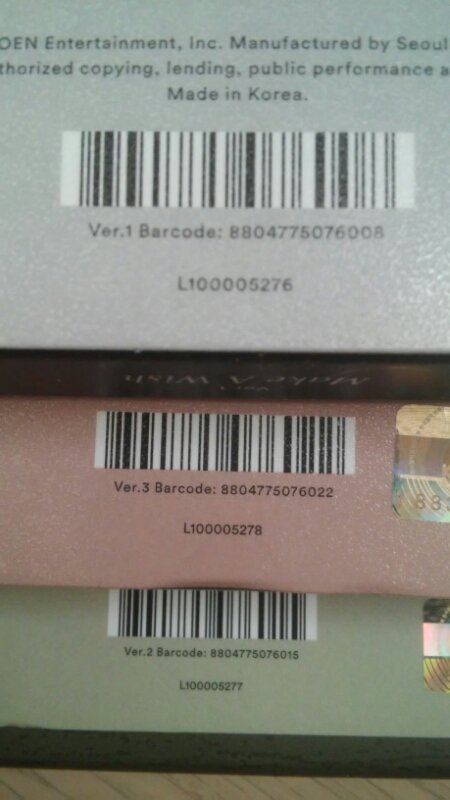 OEN Entertainment, Inc. Manufactured by Seoul
thorized copying, lending, public performance a
Made in Korea.
Ver.1 Barcode: 8804775076008
L100005276
Make A Wish
Ver.3 Barcode: 8804775076022
L100005278
Ver.2 Barcode: 8804775076015
L100005277